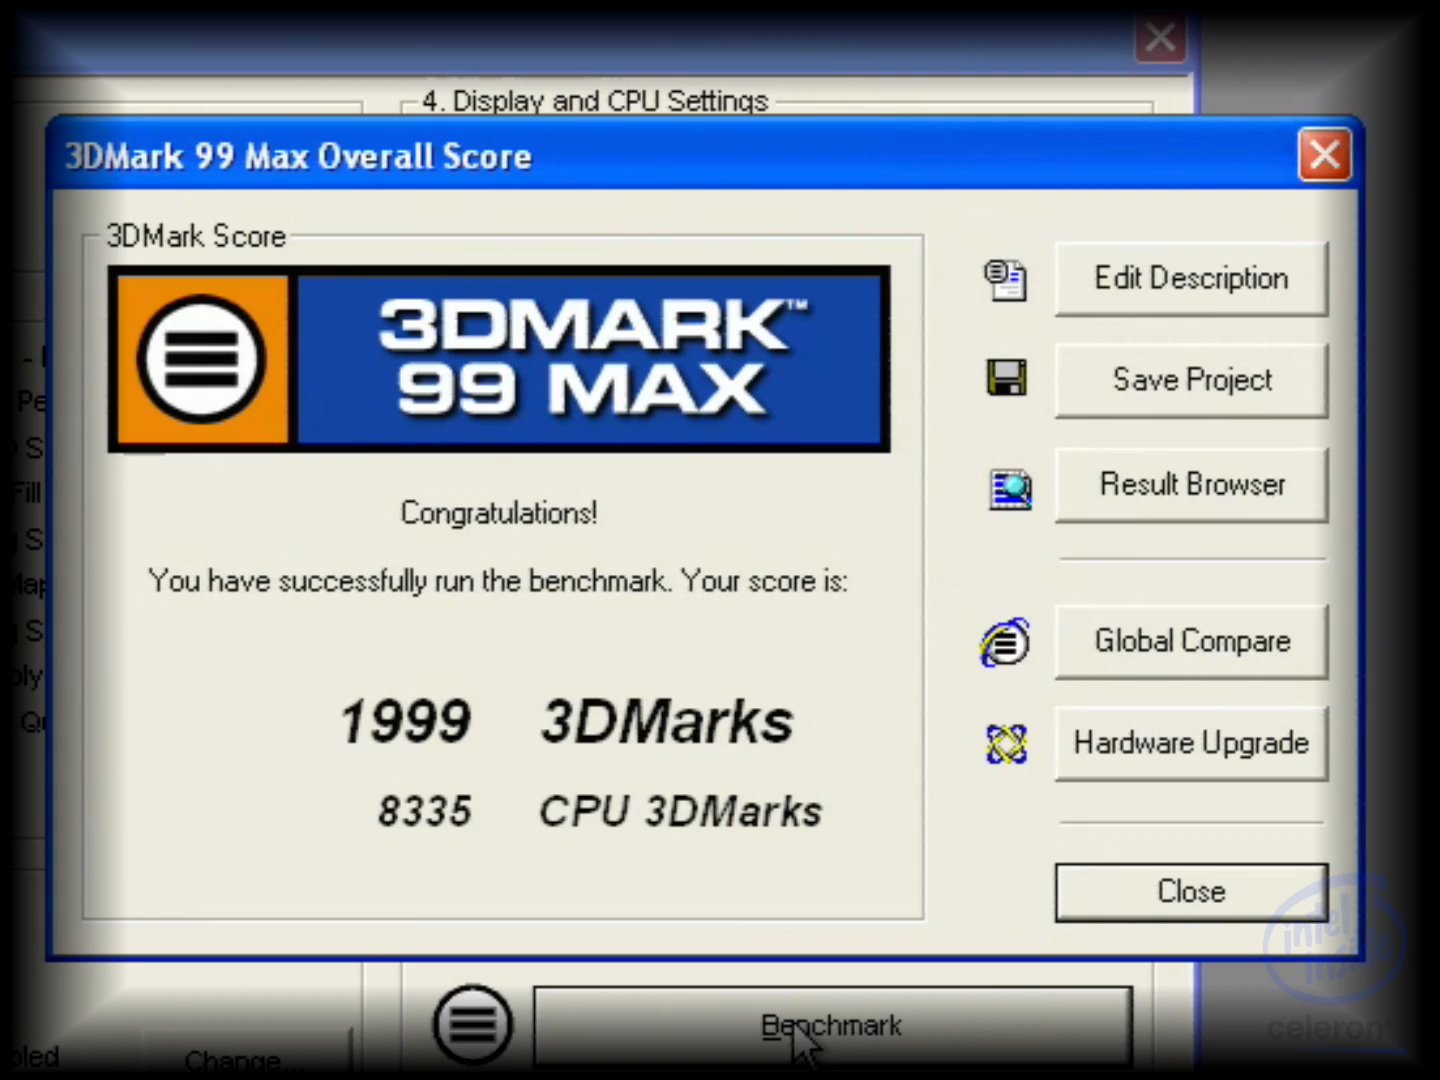 4. Display and CPU Settings
3DMark 99 Max Overall Score
3DMark Score
3DMARK™
99 MAX
Congratulations!
You have successfully run the benchmark. Your score is:
1999 3DMarks
8335 CPU 3DMarks
Edit Description
Save Project
Result Browser
Global Compare
Hardware Upgrade
Close
Benchmark
Change...
intel
inside
celeron